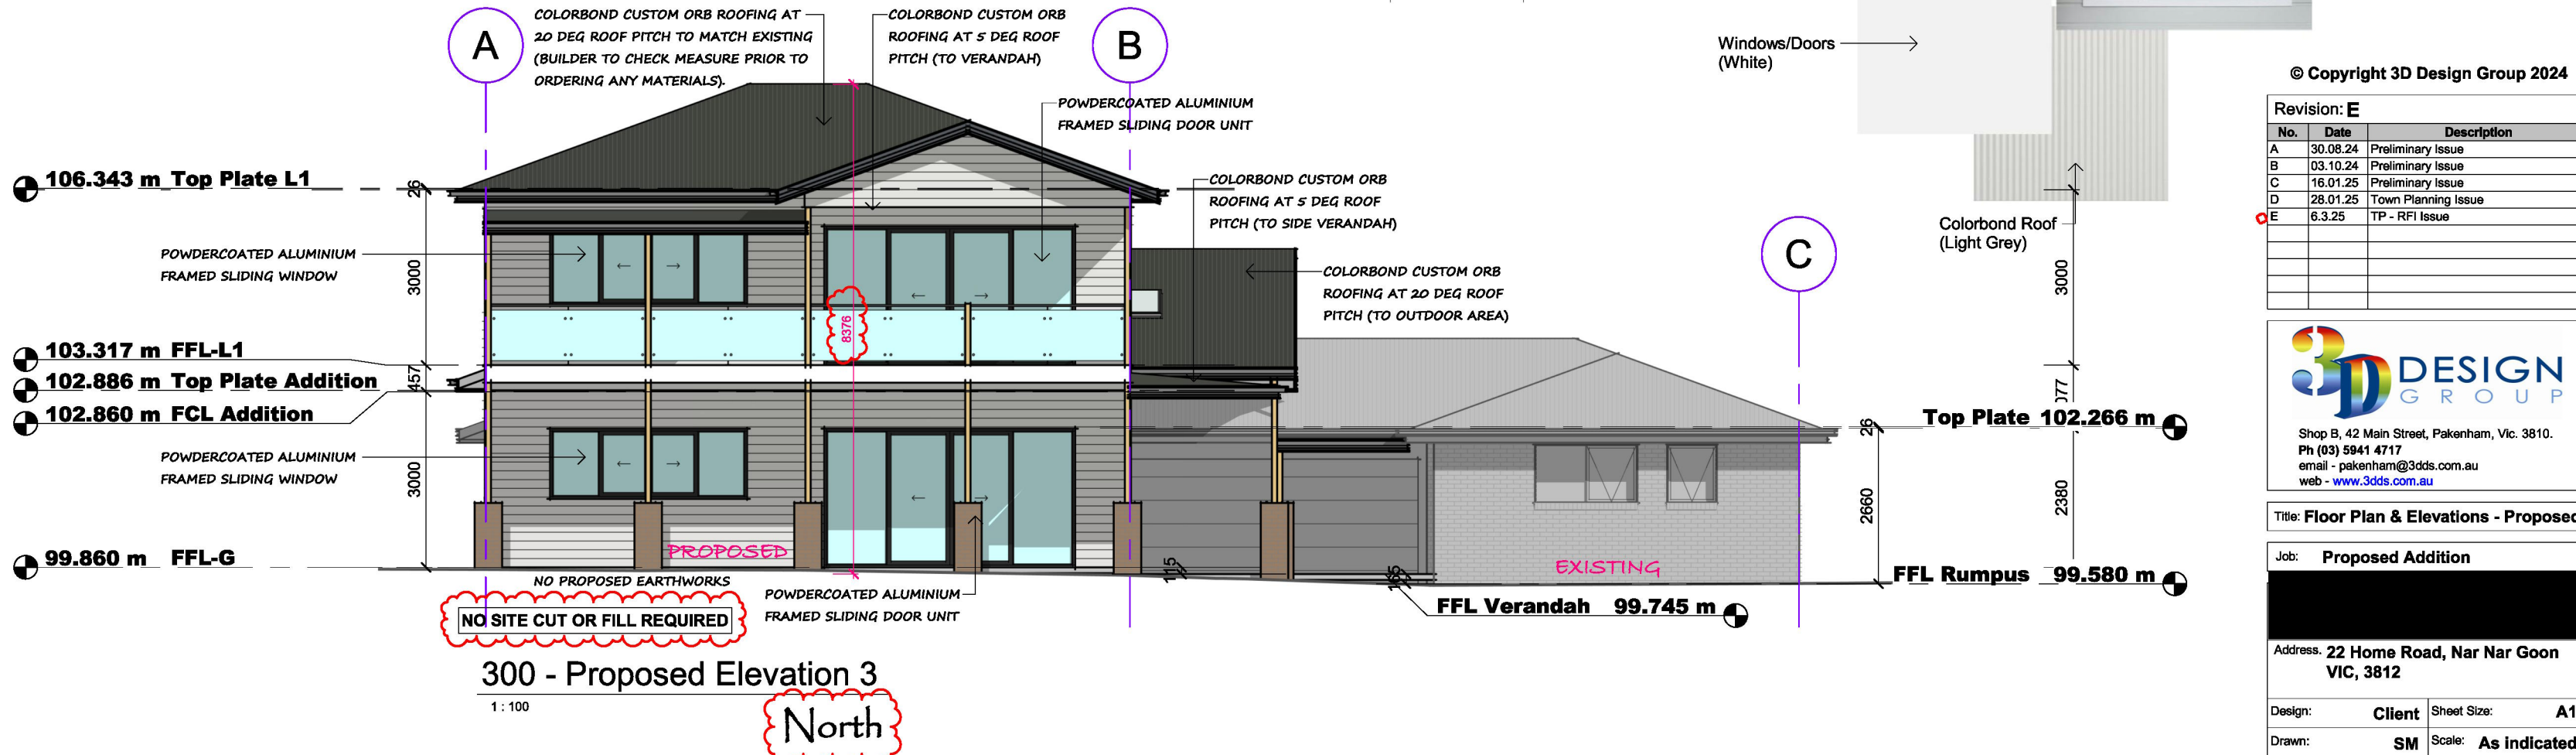 A
COLORBOND CUSTOM ORB ROOFING AT
20 DEG ROOF PITCH TO MATCH EXISTING
(BUILDER TO CHECK MEASURE PRIOR TO
ORDERING ANY MATERIALS).
COLORBOND CUSTOM ORB
ROOFING AT 5 DEG ROOF
PITCH (TO VERANDAH)
B
POWDERCOATED ALUMINIUM
FRAMED SLIDING DOOR UNIT
COLORBOND CUSTOM ORB
ROOFING AT 5 DEG ROOF
PITCH (TO SIDE VERANDAH)
COLORBOND CUSTOM ORB
ROOFING AT 20 DEG ROOF
PITCH (TO OUTDOOR AREA)
C
106.343 m Top Plate L1
26
POWDERCOATED ALUMINIUM
FRAMED SLIDING WINDOW
3000
8376
103.317 m FFL-L1
102.886 m Top Plate Addition
457
102.860 m FCL Addition
POWDERCOATED ALUMINIUM
FRAMED SLIDING WINDOW
3000
99.860 m FFL-G
PROPOSED
NO PROPOSED EARTHWORKS
NO SITE CUT OR FILL REQUIRED
POWDERCOATED ALUMINIUM
FRAMED SLIDING DOOR UNIT
115
165
EXISTING
FFL Verandah 99.745 m
Top Plate 102.266 m
26
2660
FFL Rumpus 99.580 m
300 - Proposed Elevation 3
1 : 100
North
Windows/Doors
(White)
Colorbond Roof
(Light Grey)
3000
22380
© Copyright 3D Design Group 2024
Revision: E
No. Date Description
A 30.08.24 Preliminary Issue
B 03.10.24 Preliminary Issue
C 16.01.25 Preliminary Issue
D 28.01.25 Town Planning Issue
E 6.3.25 TP - RFI Issue
3D DESIGN
GROUP
Shop B, 42 Main Street, Pakenham, Vic. 3810.
Ph (03) 5941 4717
email - pakenham@3dds.com.au
web - www.3dds.com.au
Title: Floor Plan & Elevations - Proposed
Job: Proposed Addition
Address. 22 Home Road, Nar Nar Goon
VIC, 3812
Design: Client Sheet Size: A1
Drawn: SM Scale: As indicated